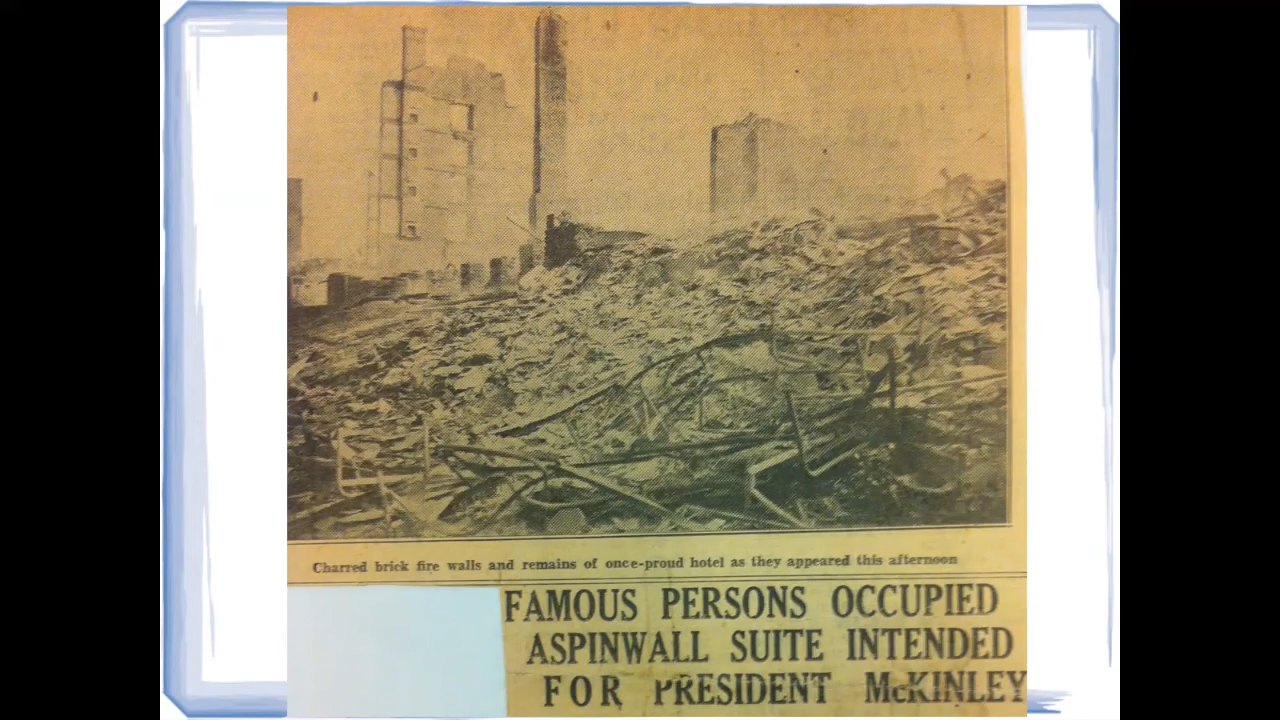 Charred brick fire walls and remains of once-proud hotel as they appeared this afternoon
FAMOUS PERSONS OCCUPIED
ASPINWALL SUITE INTENDED
FOR PRESIDENT McKINLEY